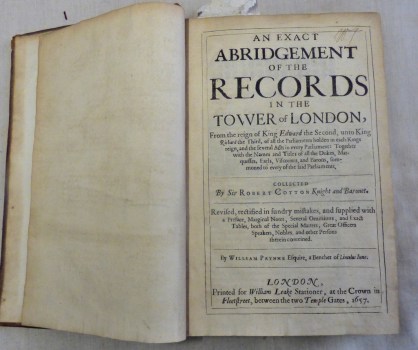 AN EXACT
ABRIDGEMENT
OF THE
RECORDS
IN THE
TOWER of LONDON,
From the reign of King Edward the Second, unto King
Richard the Third, of all the Parliaments holden in each Kings
reign, and the several Acts in every Parliament: Together
with the Names and Titles of all the Dukes, Mar-
quesses, Earls, Viscounts, and Barons, sum-
moned to every of the said Parliaments.
COLLECTED
By Sir ROBERT COTTON Knight and Baronet.
Revised, rectified in sundry mistakes, and supplied with
a Preface, Marginal Notes, several Omissions, and Exact
Tables, both of the Special Matters, Great Officers
Speakers, Nobles, and other Persons
therein contained.
By WILLIAM PRYNNE Esquire, a Bencher of Lincolns Inne.
LONDON,
Printed for William Leake Stationer, at the Crown in
Fleetstreet, between the two Temple Gates, 1657.